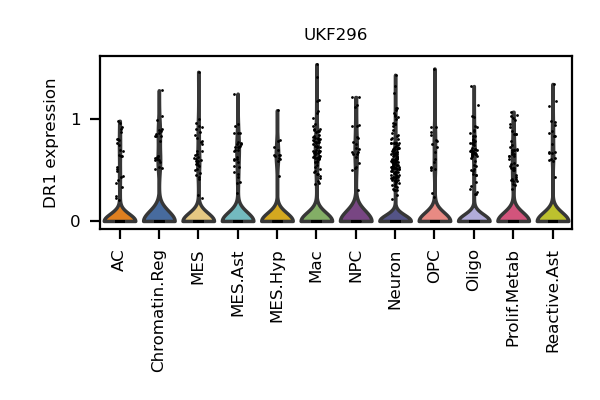 UKF296
DR1 expression
1
0
AC
Chromatin.Reg
MES
MES.Ast
MES.Hyp
Mac
NPC
Neuron
OPC
Oligo
Prolif.Metab
Reactive.Ast